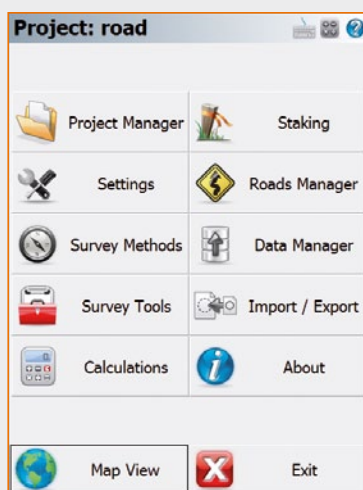 Project: road
Project Manager
Staking
Settings
Roads Manager
Survey Methods
Data Manager
Survey Tools
Import / Export
Calculations
About
Map View
Exit